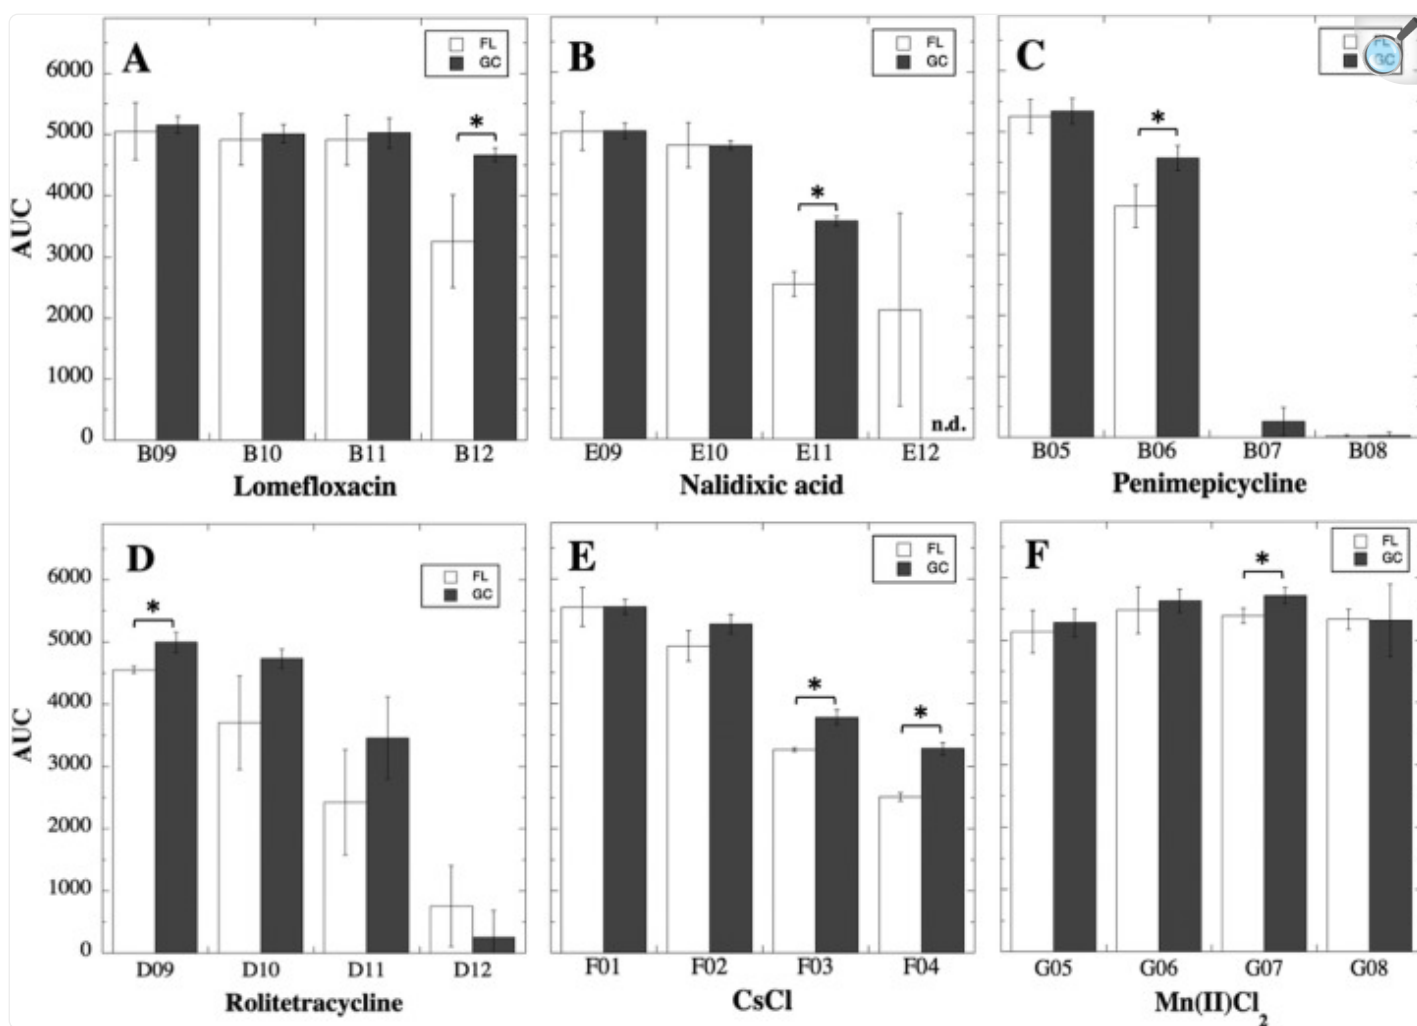 A
FL
GC
*
AUC
6000
5000
4000
3000
2000
1000
0
B09 B10 B11 B12
Lomefloxacin
B
FL
GC
*
n.d.
E09 E10 E11 E12
Nalidixic acid
C
FL
GC
*
B05 B06 B07 B08
Penimepicycline
D
FL
GC
*
AUC
6000
5000
4000
3000
2000
1000
0
D09 D10 D11 D12
Rolitetracycline
E
FL
GC
*
*
F01 F02 F03 F04
CsCl
F
FL
GC
*
G05 G06 G07 G08
Mn(II)Cl₂